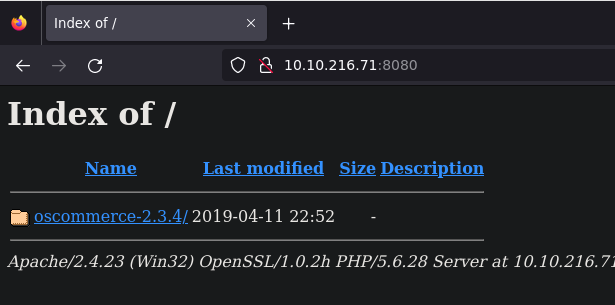 Index of /
10.10.216.71:8080
Index of /
Name Last modified Size Description
oscommerce-2.3.4/ 2019-04-11 22:52 -
Apache/2.4.23 (Win32) OpenSSL/1.0.2h PHP/5.6.28 Server at 10.10.216.71